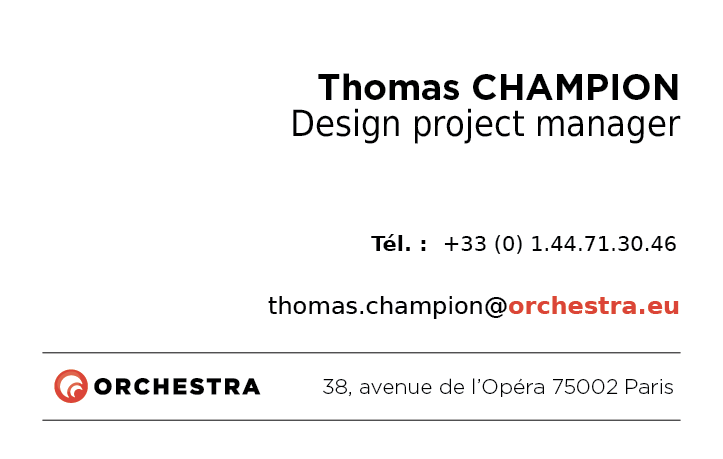 Thomas CHAMPION
Design project manager
Tél. : +33 (0) 1.44.71.30.46
thomas.champion@orchestra.eu
ORCHESTRA
38, avenue de l’Opéra 75002 Paris